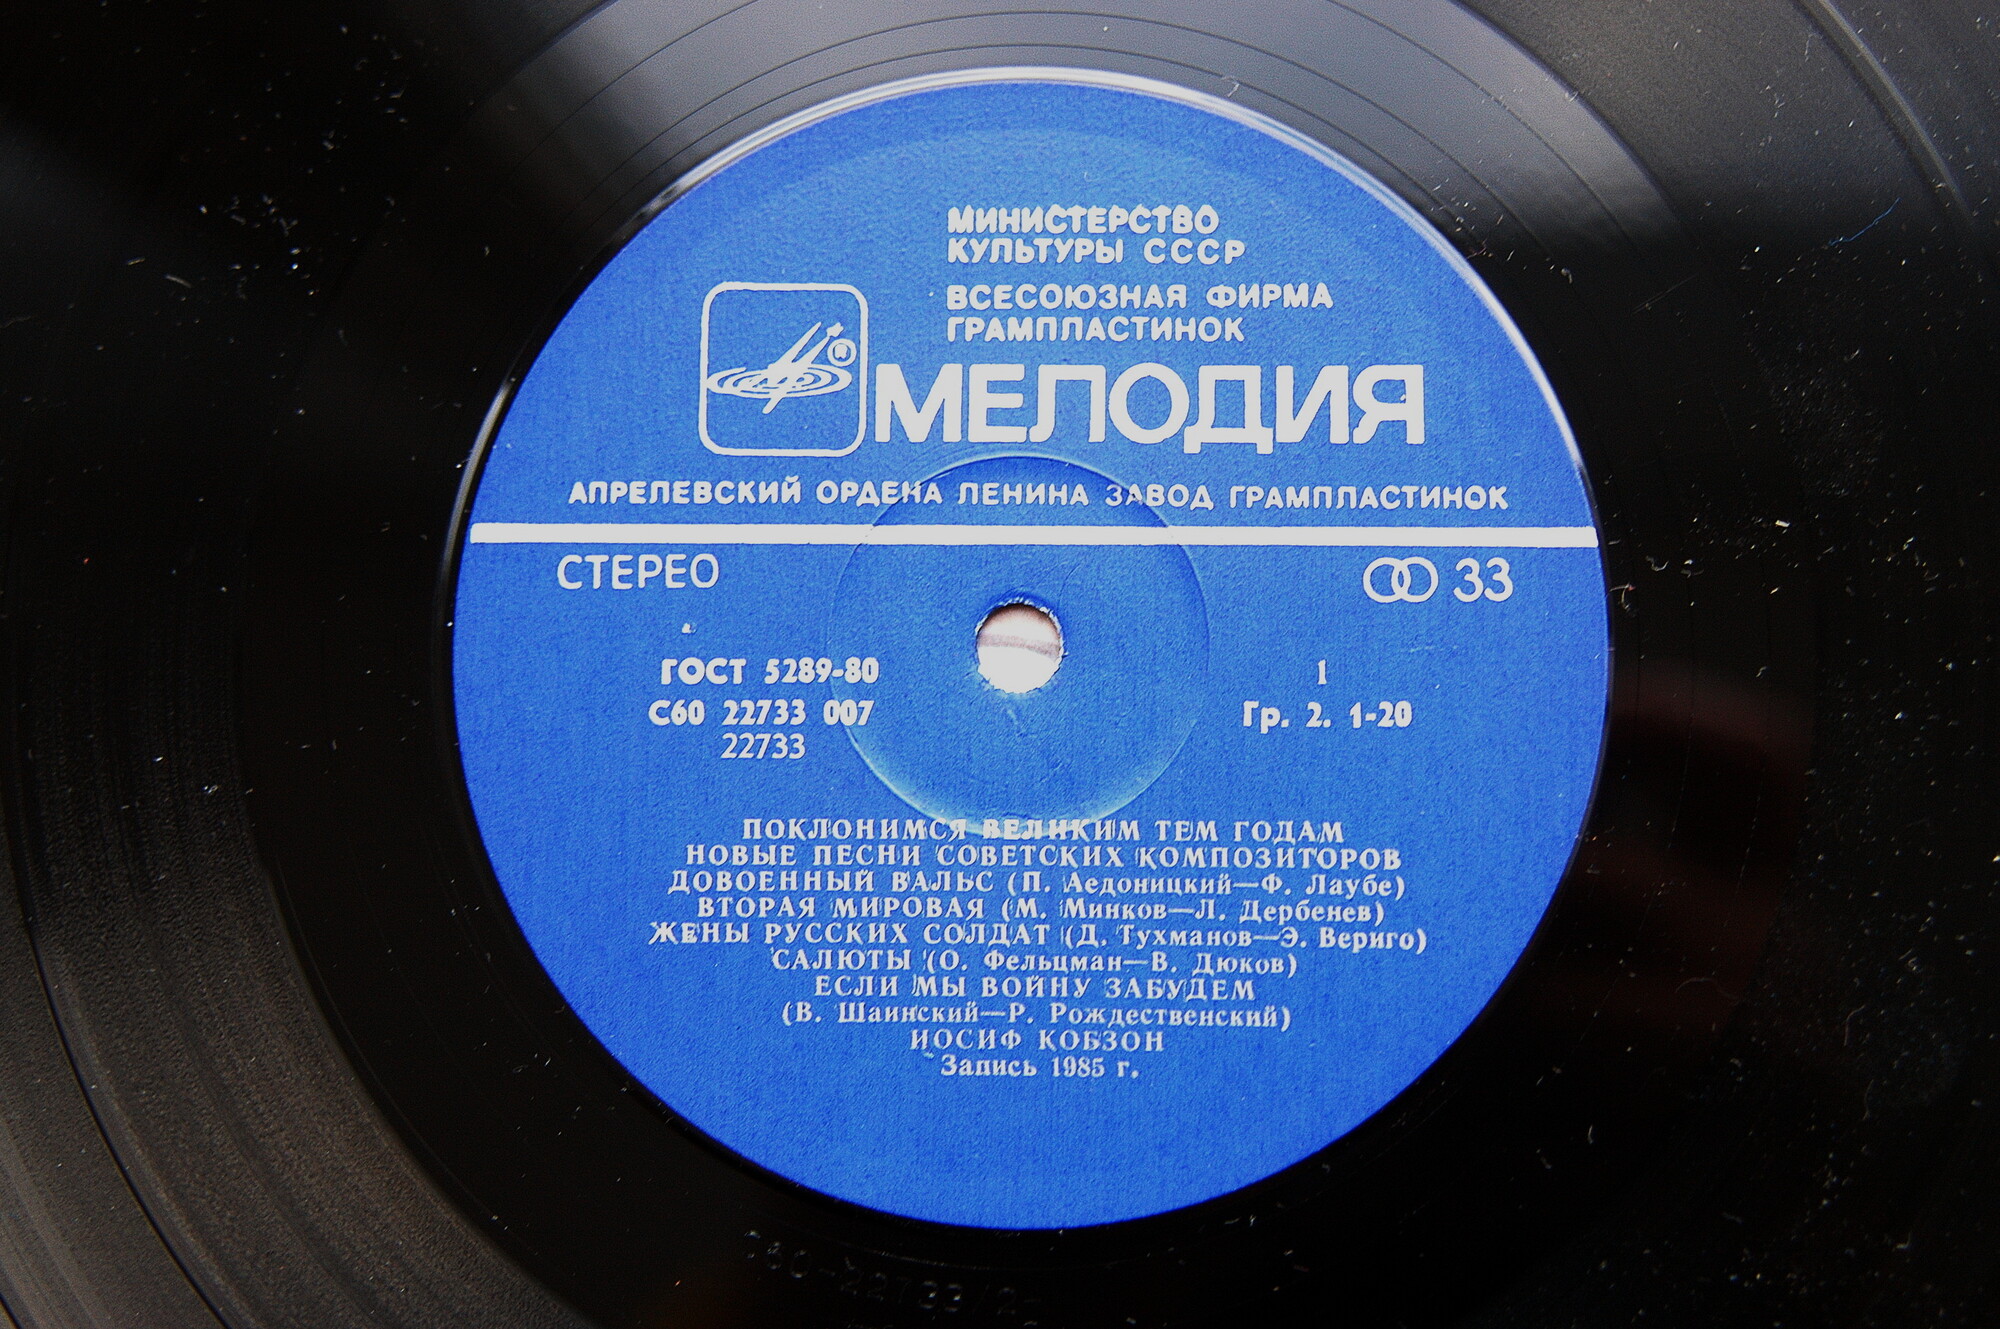 МИНИСТЕРСТВО
КУЛЬТУРЫ СССР
ВСЕСОЮЗНАЯ ФИРМА
ГРАМПЛАСТИНОК
МЕЛОДИЯ
АПРЕЛЕВСКИЙ ОРДЕНА ЛЕНИНА ЗАВОД ГРАМПЛАСТИНОК
СТЕРЕО
33
ГОСТ 5289-80
С60 22733 007
22733
1
Гр. 2. 1-20
ПОКЛОНИМСЯ ВЕЛИКИМ ТЕМ ГОДАМ
НОВЫЕ ПЕСНИ СОВЕТСКИХ КОМПОЗИТОРОВ
ДОВОЕННЫЙ ВАЛЬС (П. Аедоницкий—Ф. Лаубе)
ВТОРАЯ МИРОВАЯ (М. Минков—Л. Дербенев)
ЖЕНЫ РУССКИХ СОЛДАТ (Д. Тухманов—Э. Вериго)
САЛЮТЫ (О. Фельцман—В. Дюков)
ЕСЛИ МЫ ВОЙНУ ЗАБУДЕМ
(В. Шаинский—Р. Рождественский)
ИОСИФ КОБЗОН
Запись 1985 г.